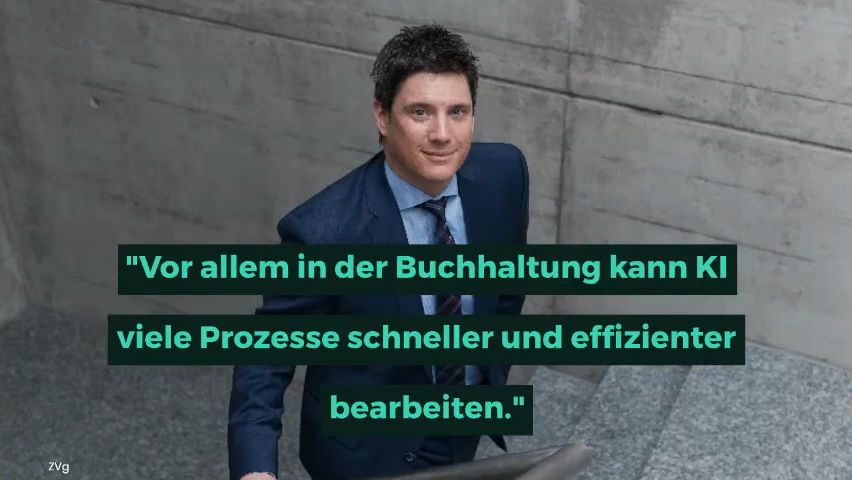 "Vor allem in der Buchhaltung kann KI
viele Prozesse schneller und effizienter
bearbeiten."
ZVg